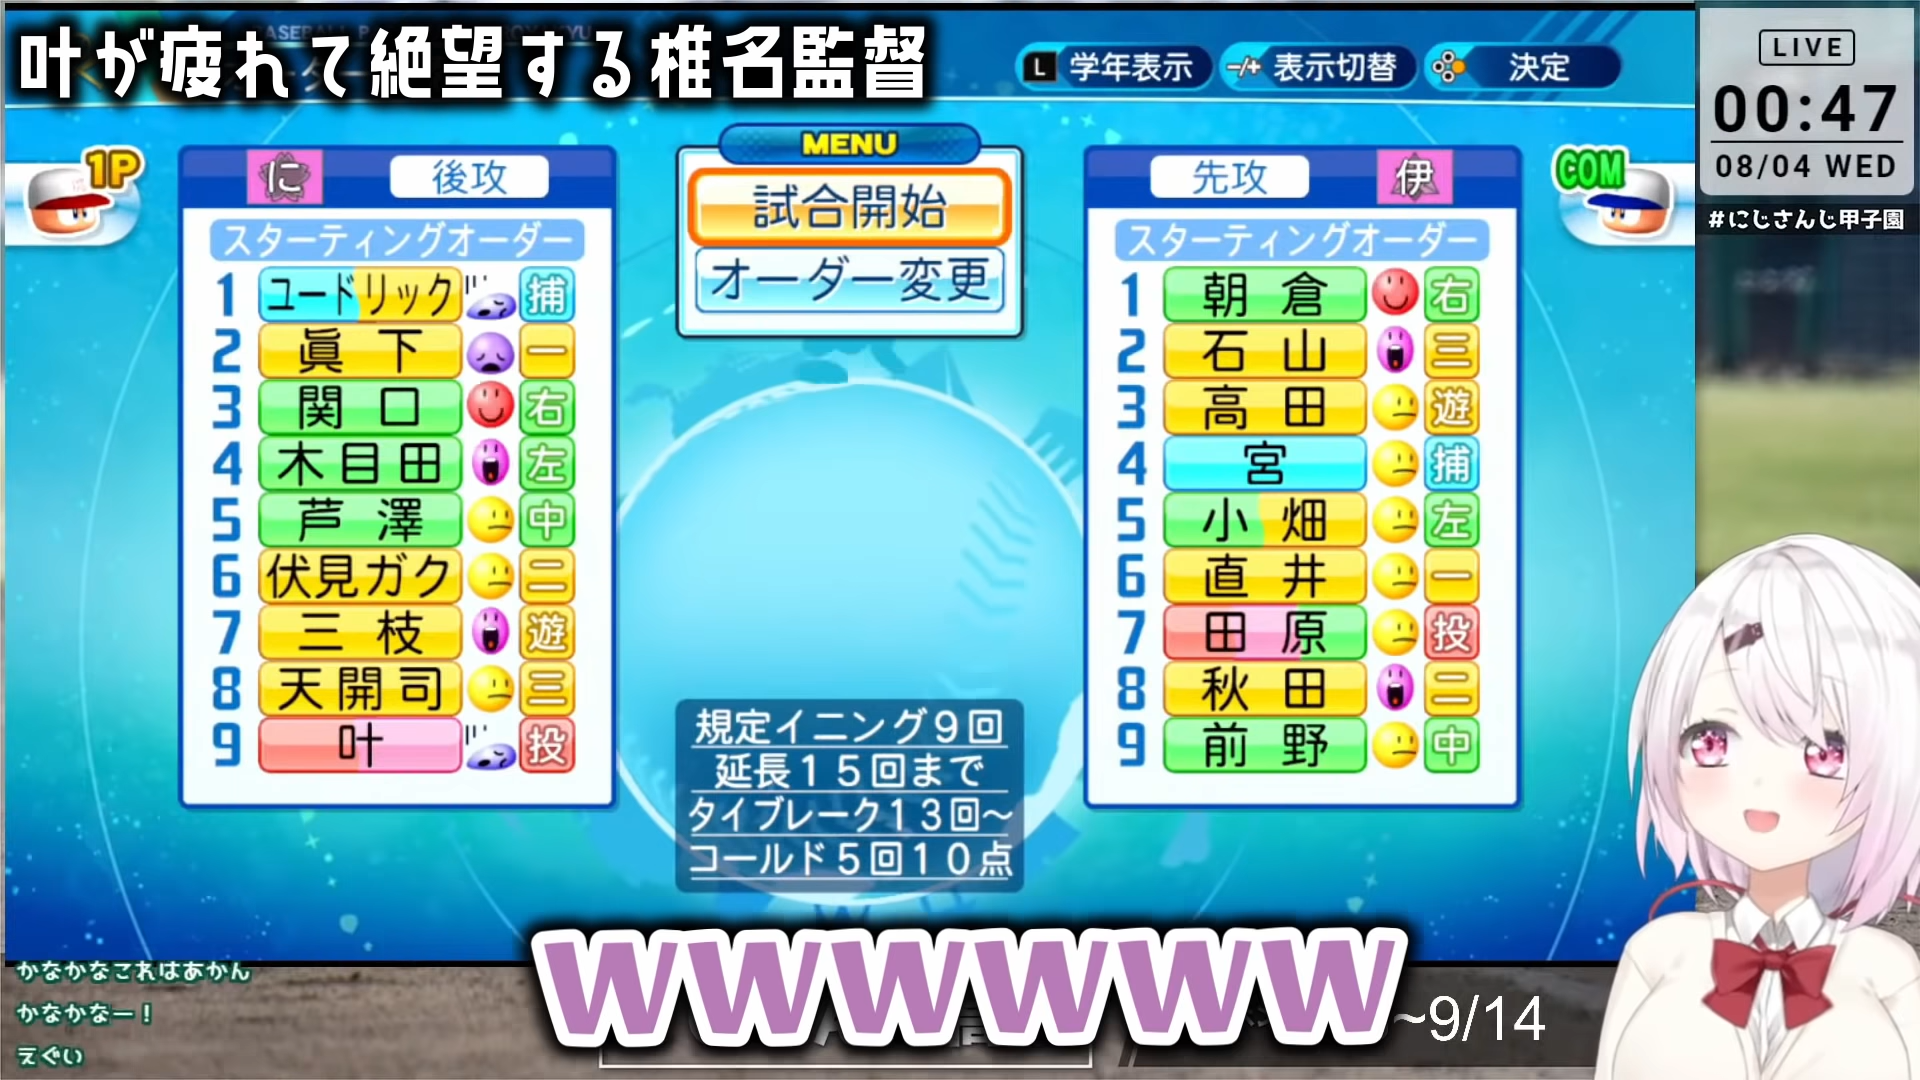 叶が疲れて絶望する椎名監督
L 学年表示
-/+ 表示切替
決定
LIVE
00:47
08/04 WED
#にじさんじ甲子園
1P
に 後攻
スターティングオーダー
1 ユードリック 捕
2 眞下 一
3 関口 右
4 木目田 左
5 芦澤 中
6 伏見ガク 二
7 三枝 遊
8 天開司 三
9 叶 投
MENU
試合開始
オーダー変更
規定イニング9回
延長15回まで
タイブレーク13回～
コールド5回10点
COM
先攻 伊
スターティングオーダー
1 朝倉 右
2 石山 三
3 高田 遊
4 宮 捕
5 小畑 左
6 直井 一
7 田原 投
8 秋田 二
9 前野 中
かなかなこれはあかん
かなかなー！
えぐい
wwwwww
~9/14